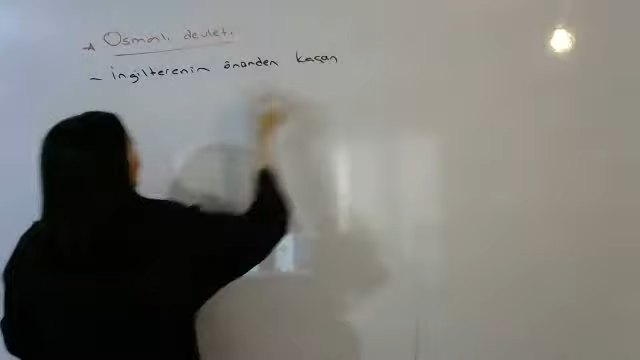 * Osmanlı devleti
- İngilterenin önünden kaçan